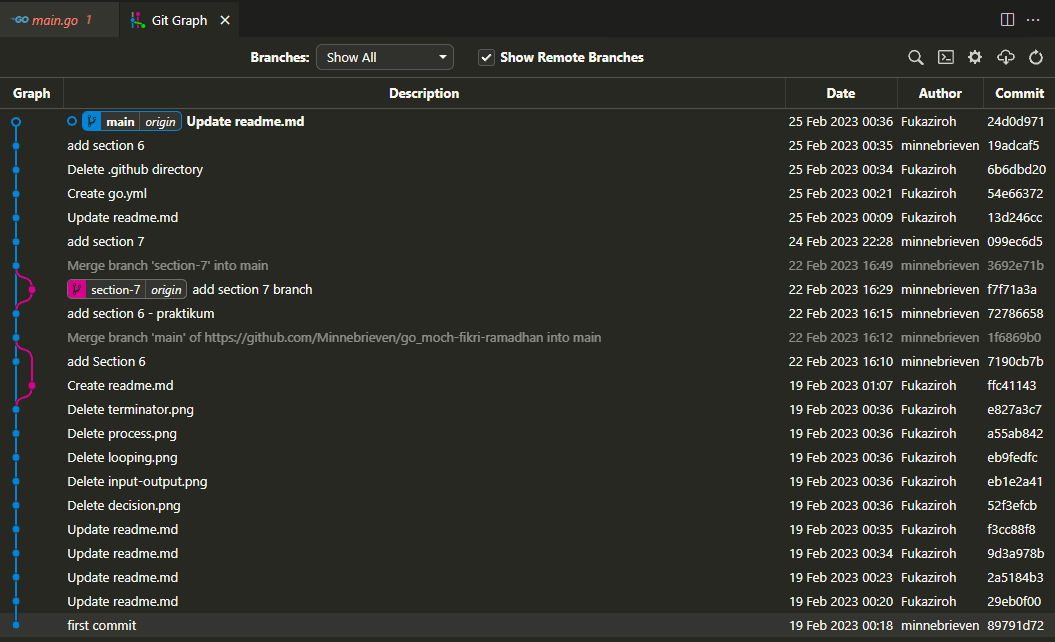 GO main.go 1 Git Graph
Branches: Show All Show Remote Branches
Graph Description Date Author Commit
main origin Update readme.md 25 Feb 2023 00:36 Fukaziroh 24d0d971
add section 6 25 Feb 2023 00:35 minnebrieven 19adcaf5
Delete .github directory 25 Feb 2023 00:34 Fukaziroh 6b6dbd20
Create go.yml 25 Feb 2023 00:21 Fukaziroh 54e66372
Update readme.md 25 Feb 2023 00:09 Fukaziroh 13d246cc
add section 7 24 Feb 2023 22:28 minnebrieven 099ec6d5
Merge branch 'section-7' into main 22 Feb 2023 16:49 minnebrieven 3692e71b
section-7 origin add section 7 branch 22 Feb 2023 16:29 minnebrieven f7f71a3a
add section 6 - praktikum 22 Feb 2023 16:15 minnebrieven 72786658
Merge branch 'main' of https://github.com/Minnebrieven/go_moch-fikri-ramadhan into main 22 Feb 2023 16:12 minnebrieven 1f6869b0
add Section 6 22 Feb 2023 16:10 minnebrieven 7190cb7b
Create readme.md 19 Feb 2023 01:07 Fukaziroh ffc41143
Delete terminator.png 19 Feb 2023 00:36 Fukaziroh e827a3c7
Delete process.png 19 Feb 2023 00:36 Fukaziroh a55ab842
Delete looping.png 19 Feb 2023 00:36 Fukaziroh eb9fedfc
Delete input-output.png 19 Feb 2023 00:36 Fukaziroh eb1e2a41
Delete decision.png 19 Feb 2023 00:36 Fukaziroh 52f3efcb
Update readme.md 19 Feb 2023 00:35 Fukaziroh f3cc88f8
Update readme.md 19 Feb 2023 00:34 Fukaziroh 9d3a978b
Update readme.md 19 Feb 2023 00:23 Fukaziroh 2a5184b3
Update readme.md 19 Feb 2023 00:20 Fukaziroh 29eb0f00
first commit 19 Feb 2023 00:18 minnebrieven 89791d72